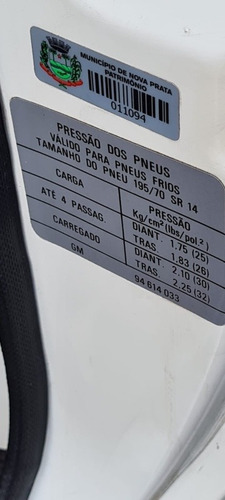 MUNICÍPIO DE NOVA PRATA
PATRIMÔNIO
011094
PRESSÃO DOS PNEUS
VÁLIDO PARA PNEUS FRIOS
TAMANHO DO PNEU 195/70 SR 14
CARGA PRESSÃO
Kg/cm² (lbs/pol²)
ATÉ 4 PASSAG. DIANT. 1,75 (25)
TRAS. 1,83 (26)
CARREGADO DIANT. 2,10 (30)
TRAS. 2,25 (32)
GM 94 614 033